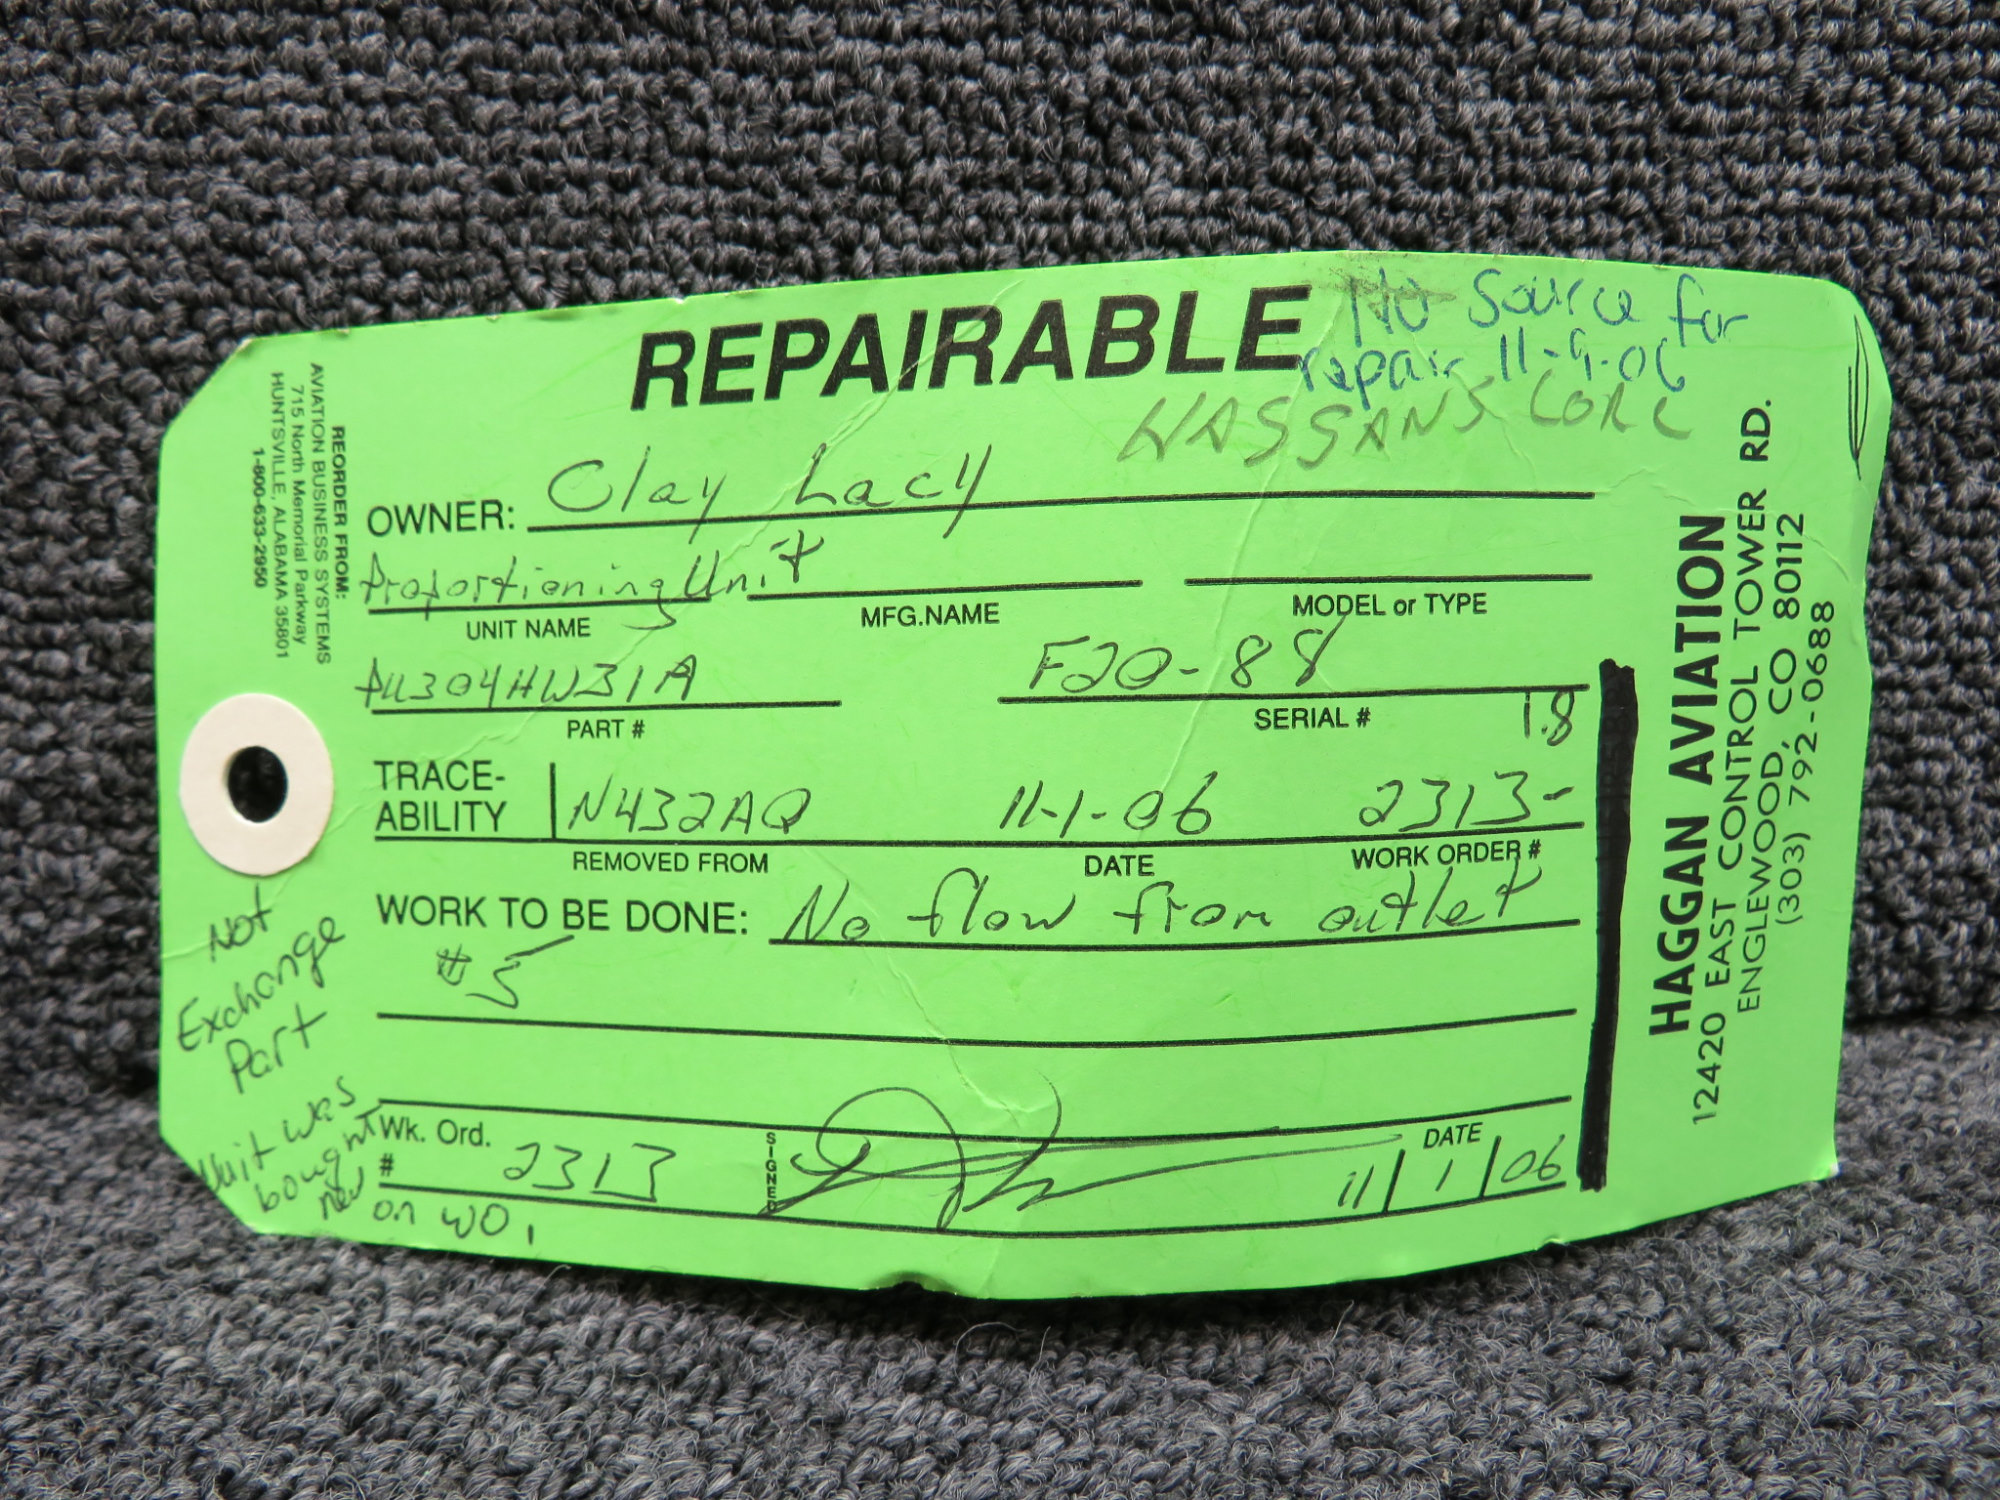 REPAIRABLE
No Source for
repair 11-9-06
WASSANS CORE
OWNER: Clay Lacy
Proportioning Unit
UNIT NAME MFG.NAME MODEL or TYPE
PU304HW31A F20-88
PART # SERIAL #
1.8
TRACE-
ABILITY N432AQ 11-1-06 2313-
REMOVED FROM DATE WORK ORDER #
WORK TO BE DONE: No flow from outlet
#5
Wk. Ord.
# 2313
SIGNED
DATE
11/1/06
Not
Exchange
Part
Unit was
bought
new on WO,
REORDER FROM:
AVIATION BUSINESS SYSTEMS
715 North Memorial Parkway
HUNTSVILLE, ALABAMA 35801
1-800-633-2950
HAGGAN AVIATION
12420 EAST CONTROL TOWER RD.
ENGLEWOOD, CO 80112
(303) 792-0688